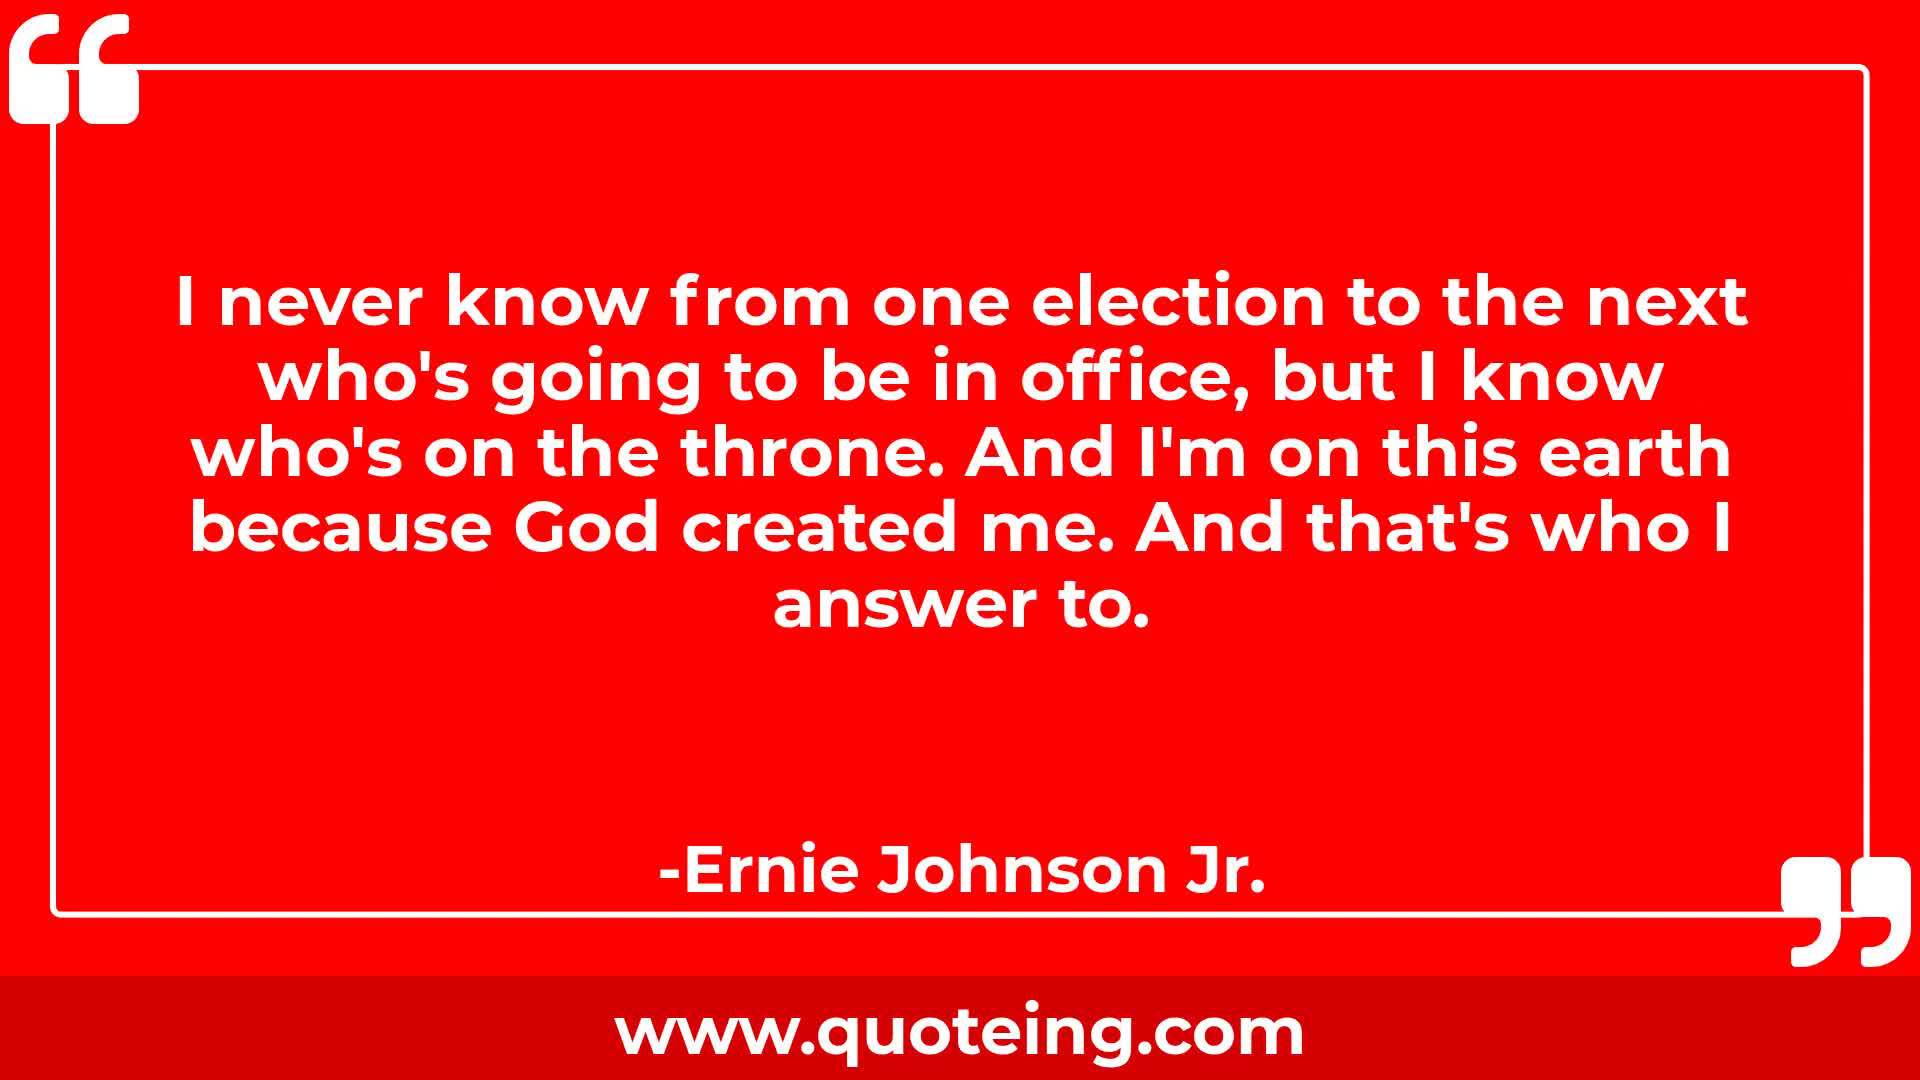 I never know from one election to the next
who's going to be in office, but I know
who's on the throne. And I'm on this earth
because God created me. And that's who I
answer to.
-Ernie Johnson Jr.
www.quoteing.com